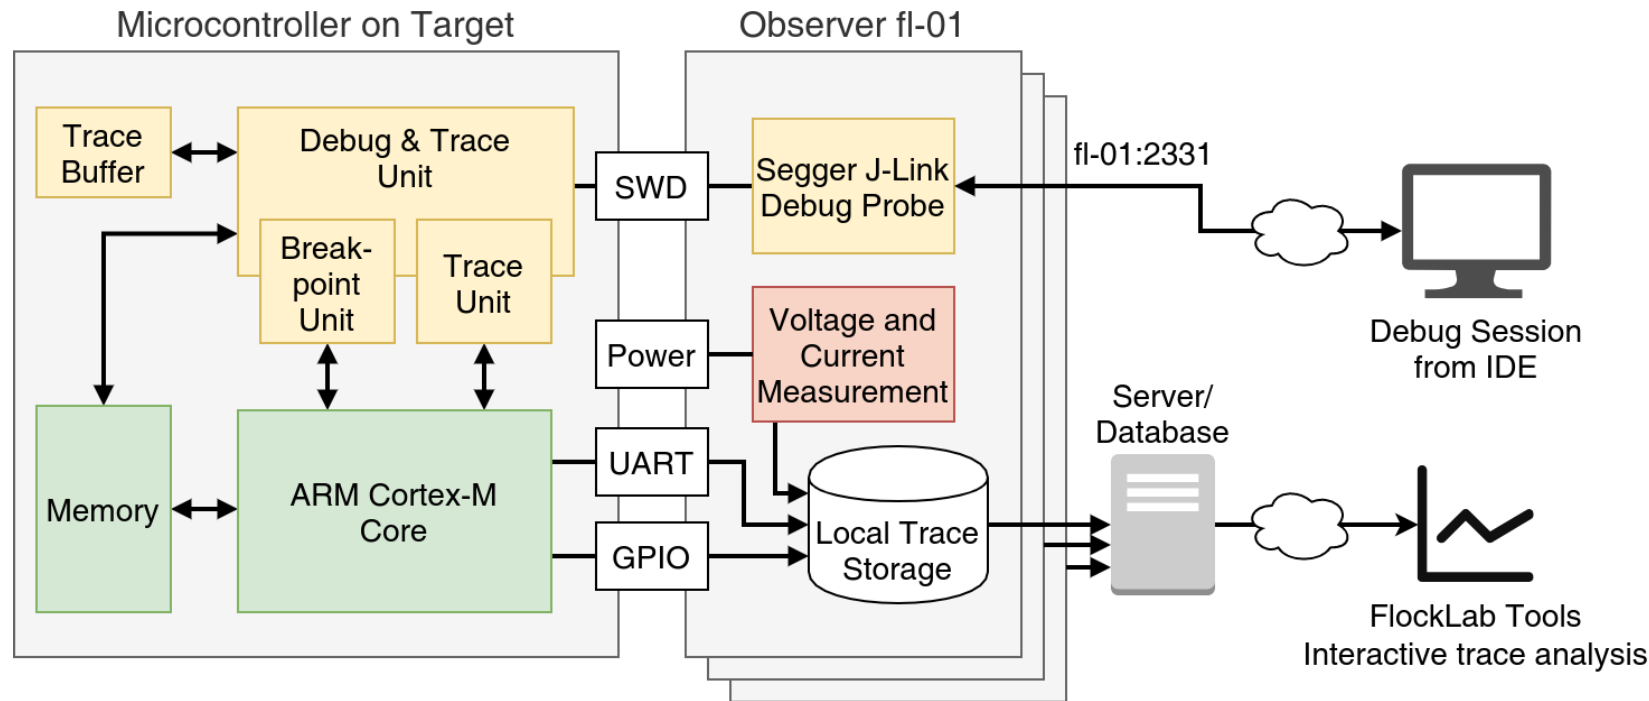 Microcontroller on Target
Observer fl-01
Trace
Buffer
Debug & Trace
Unit
Break-
point
Unit
Trace
Unit
Memory
ARM Cortex-M
Core
SWD
Power
UART
GPIO
Segger J-Link
Debug Probe
Voltage and
Current
Measurement
Local Trace
Storage
fl-01:2331
Debug Session
from IDE
Server/
Database
FlockLab Tools
Interactive trace analysis